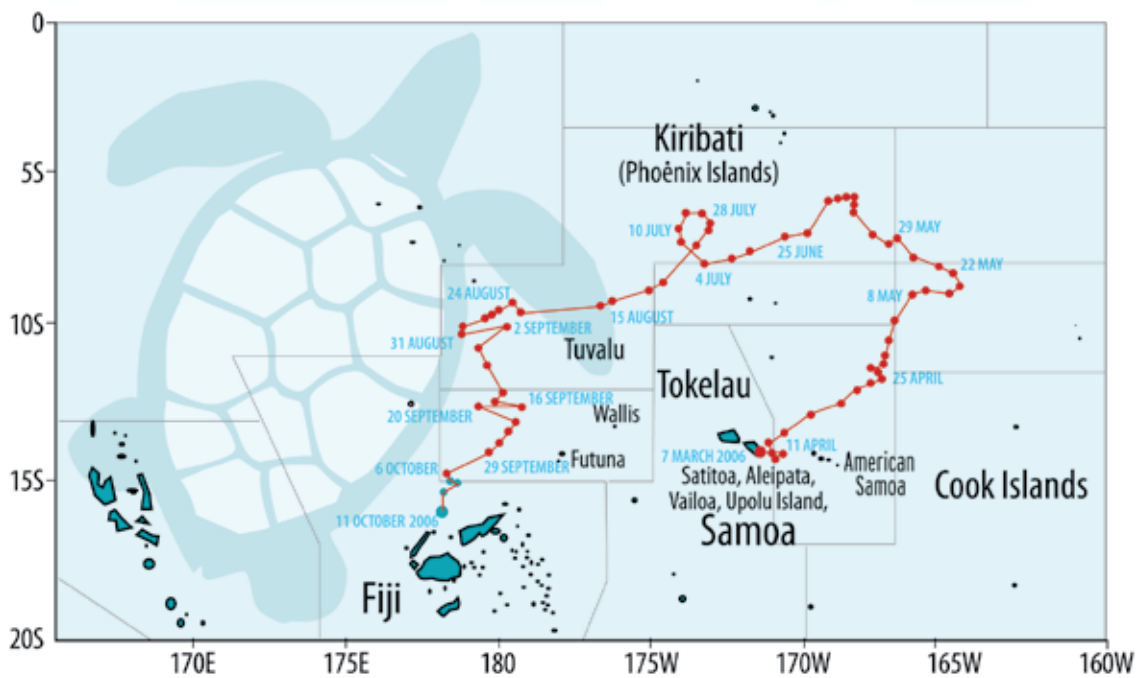 0
5S
10S
15S
20S
170E
175E
180
175W
170W
165W
160W
Kiribati
(Phoenix Islands)
28 JULY
10 JULY
4 JULY
25 JUNE
29 MAY
22 MAY
8 MAY
25 APRIL
11 APRIL
7 MARCH 2006
24 AUGUST
15 AUGUST
31 AUGUST
2 SEPTEMBER
16 SEPTEMBER
20 SEPTEMBER
29 SEPTEMBER
6 OCTOBER
11 OCTOBER 2006
Tuvalu
Tokelau
Wallis
Futuna
Satitoa, Aleipata,
Vailoa, Upolu Island,
Samoa
American
Samoa
Cook Islands
Fiji